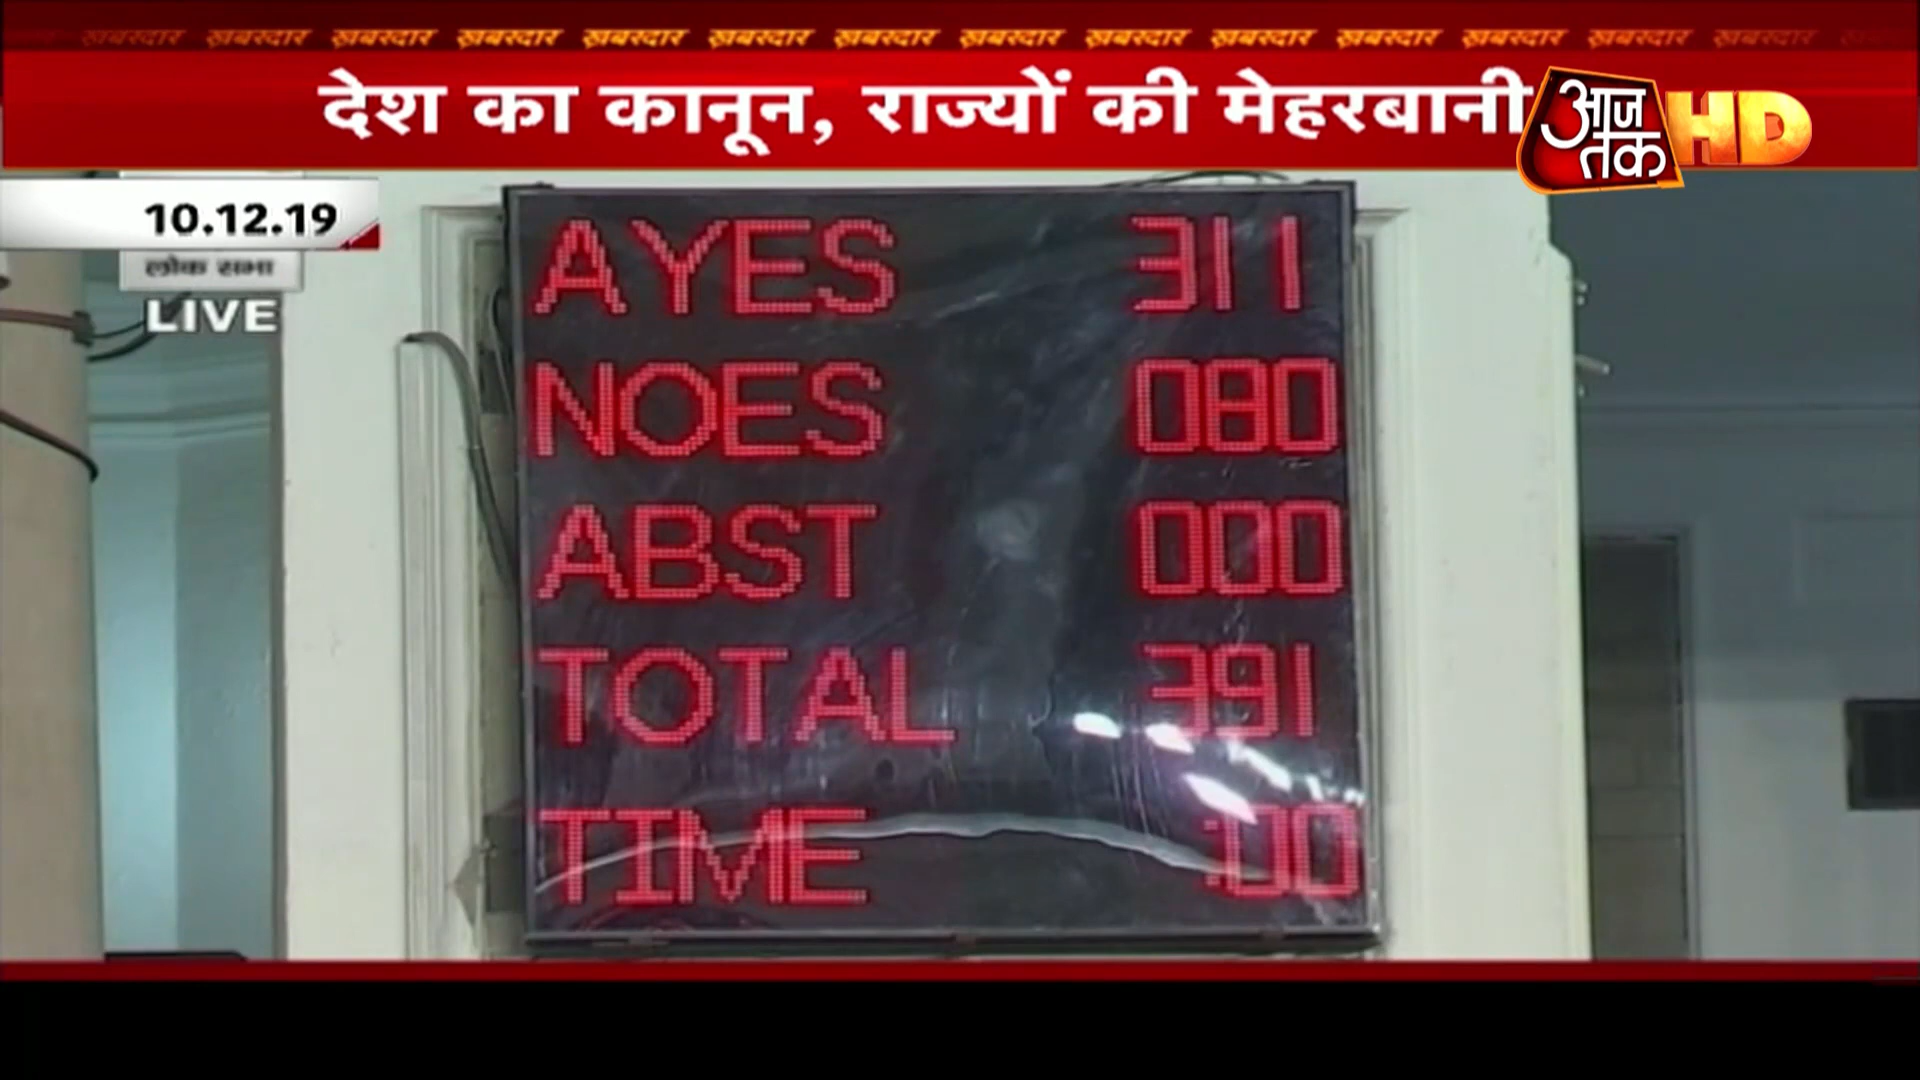 ख़बरदार ख़बरदार ख़बरदार ख़बरदार ख़बरदार ख़बरदार ख़बरदार ख़बरदार ख़बरदार ख़बरदार ख़बरदार ख़बरदार ख़बरदार ख़बरदार
देश का कानून, राज्यों की मेहरबानी
आज तक HD
10.12.19
लोक सभा
LIVE
AYES 311
NOES 080
ABST 000
TOTAL 391
TIME :00